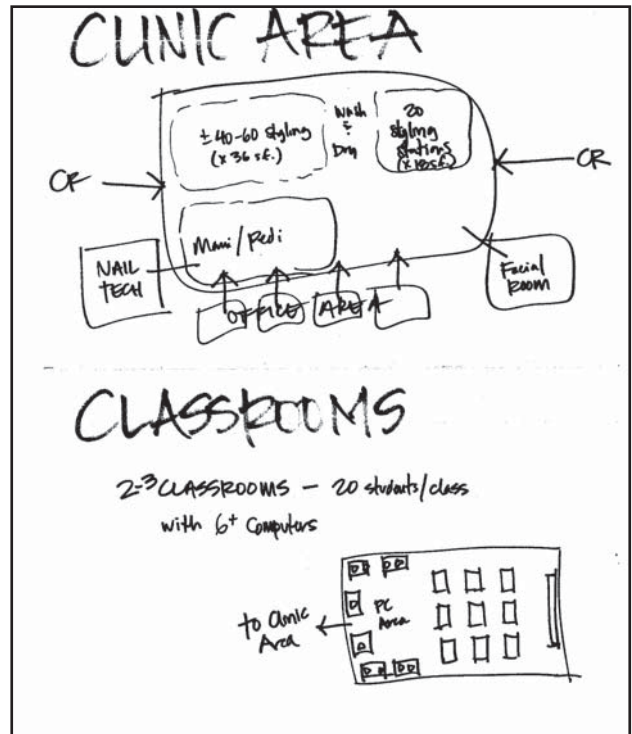 CLINIC AREA
± 40-60 styling
(x 36 s.f.)
Wash
&
Dry
20
styling
stations
(x 18 s.f.)
CR
CR
Mani/Pedi
NAIL
TECH
Facial
Room
OFFICE AREA
CLASSROOMS
2-3 CLASSROOMS — 20 students/class
with 6+ Computers
to Clinic
Area
PC
Area